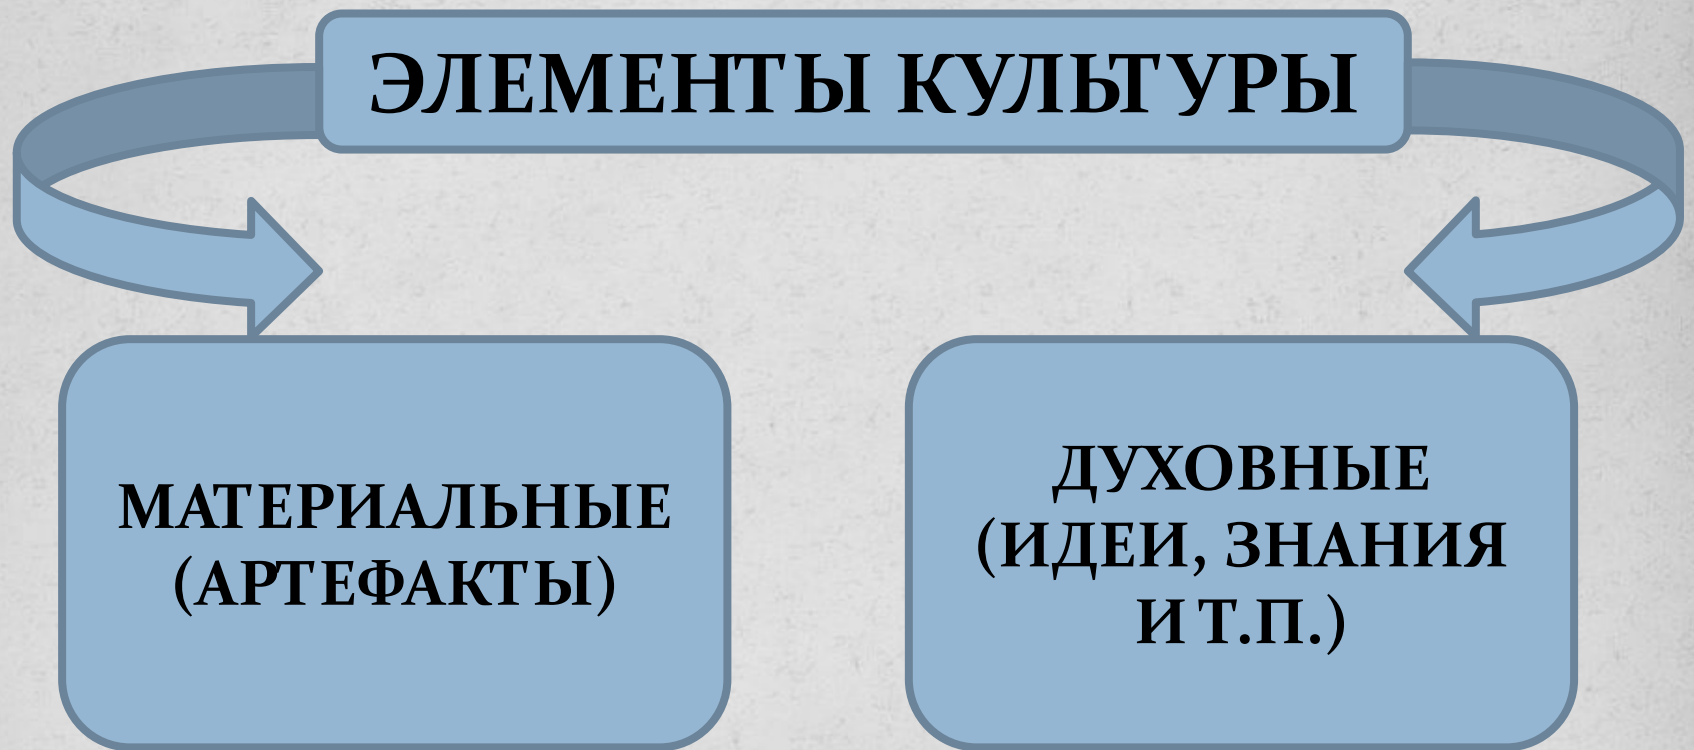 ЭЛЕМЕНТЫ КУЛЬТУРЫ
МАТЕРИАЛЬНЫЕ
(АРТЕФАКТЫ)
ДУХОВНЫЕ
(ИДЕИ, ЗНАНИЯ
И Т.П.)